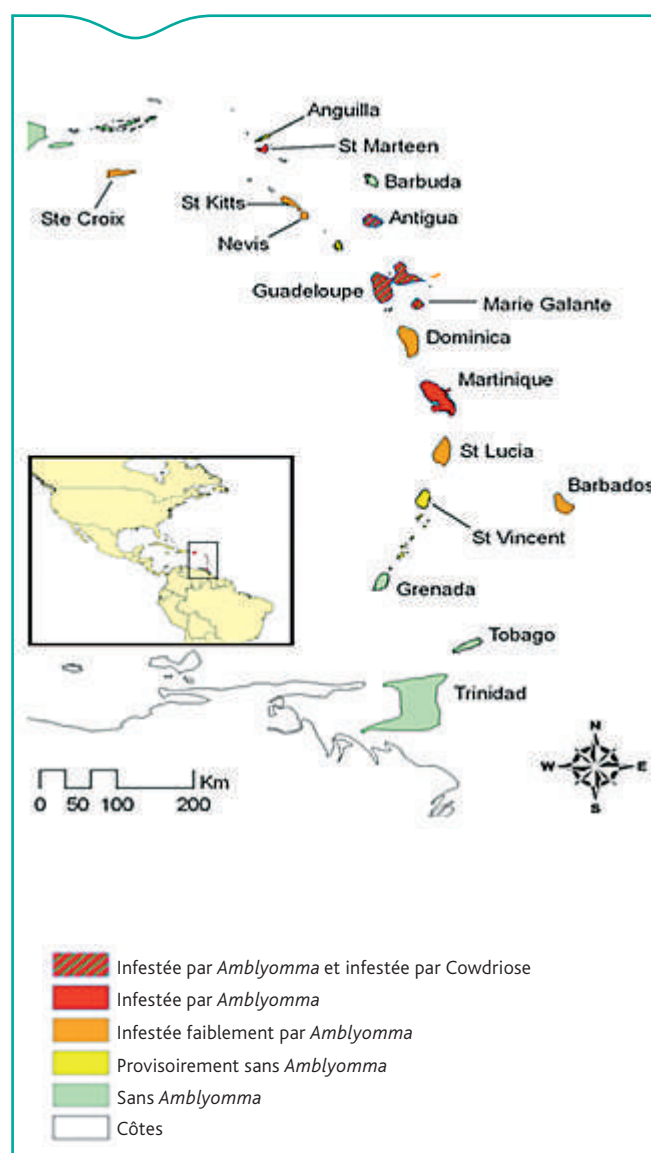 Anguilla
St Marteen
Barbuda
Ste Croix
St Kitts
Antigua
Nevis
Guadeloupe
Marie Galante
Dominica
Martinique
St Lucia
Barbados
St Vincent
Grenada
Tobago
Trinidad
N
W E
S
Km
0 50 100 200
Infestée par Amblyomma et infestée par Cowdriose
Infestée par Amblyomma
Infestée faiblement par Amblyomma
Provisoirement sans Amblyomma
Sans Amblyomma
Côtes